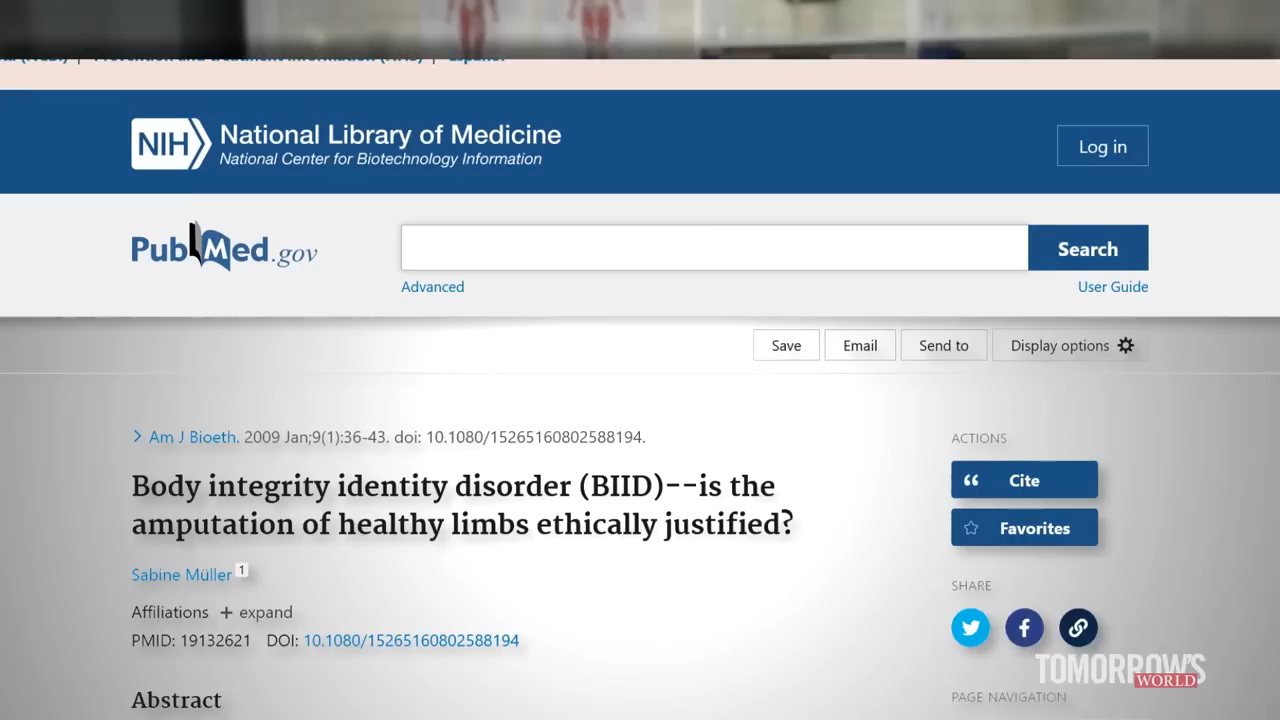 Español
NIH National Library of Medicine
National Center for Biotechnology Information
Log in
PubMed.gov
Search
Advanced
User Guide
Save
Email
Send to
Display options
Am J Bioeth. 2009 Jan;9(1):36-43. doi: 10.1080/15265160802588194.
ACTIONS
Body integrity identity disorder (BIID)--is the
amputation of healthy limbs ethically justified?
Cite
Favorites
Sabine Müller 1
SHARE
Affiliations + expand
PMID: 19132621 DOI: 10.1080/15265160802588194
Abstract
PAGE NAVIGATION
TOMORROW'S
WORLD